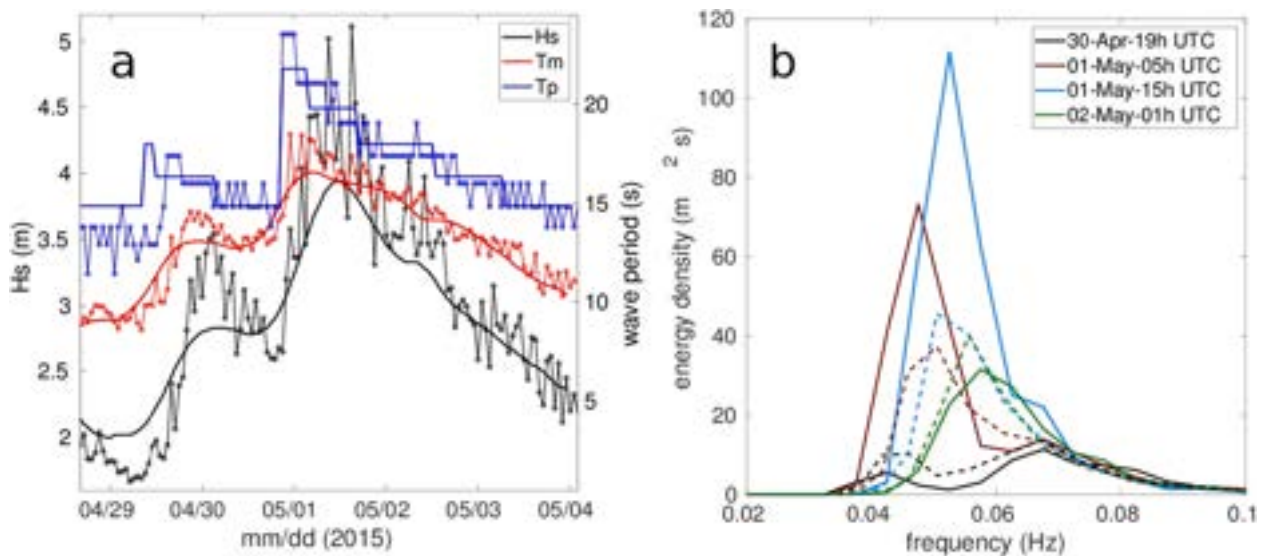 a
Hs
Tm
Tp
5
4.5
4
3.5
3
2.5
2
Hs (m)
20
15
10
5
wave period (s)
04/29 04/30 05/01 05/02 05/03 05/04
mm/dd (2015)
b
30-Apr-19h UTC
01-May-05h UTC
01-May-15h UTC
02-May-01h UTC
120
100
80
60
40
20
0
energy density (m 2 s)
0.02 0.04 0.06 0.08 0.1
frequency (Hz)